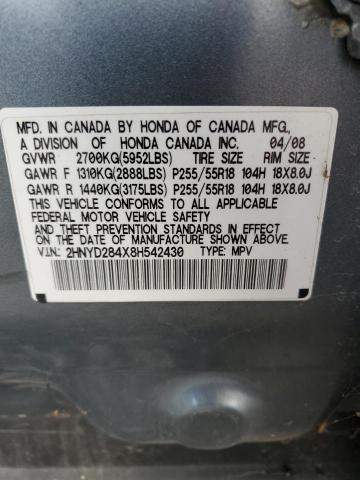 MFD. IN CANADA BY HONDA OF CANADA MFG.,
A DIVISION OF HONDA CANADA INC. 04/08
GVWR 2700KG(5952LBS) TIRE SIZE RIM SIZE
GAWR F 1310KG(2888LBS) P255/55R18 104H 18X8.0J
GAWR R 1440KG(3175LBS) P255/55R18 104H 18X8.0J
THIS VEHICLE CONFORMS TO ALL APPLICABLE
FEDERAL MOTOR VEHICLE SAFETY AND
THEFT PREVENTION STANDARDS IN EFFECT ON
THE DATE OF MANUFACTURE SHOWN ABOVE.
V.I.N: 2HNYD284X8H542430 TYPE: MPV